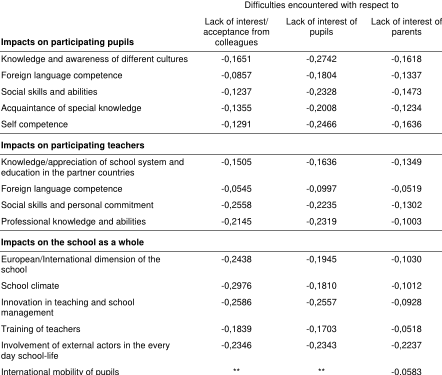 Difficulties encountered with respect to
Lack of interest/ Lack of interest of Lack of interest of
acceptance from pupils parents
Impacts on participating pupils colleagues
Knowledge and awareness of different cultures -0,1651 -0,2742 -0,1618
Foreign language competence -0,0857 -0,1804 -0,1337
Social skills and abilities -0,1237 -0,2328 -0,1473
Acquaintance of special knowledge -0,1355 -0,2008 -0,1234
Self competence -0,1291 -0,2466 -0,1636
Impacts on participating teachers
Knowledge/appreciation of school system and -0,1505 -0,1636 -0,1349
education in the partner countries
Foreign language competence -0,0545 -0,0997 -0,0519
Social skills and personal commitment -0,2558 -0,2235 -0,1302
Professional knowledge and abilities -0,2145 -0,2319 -0,1003
Impacts on the school as a whole
European/International dimension of the -0,2438 -0,1945 -0,1030
school
School climate -0,2976 -0,1810 -0,1012
Innovation in teaching and school -0,2586 -0,2557 -0,0928
management
Training of teachers -0,1839 -0,1703 -0,0518
Involvement of external actors in the every -0,2346 -0,2343 -0,2237
day school-life
International mobility of pupils ** ** -0,0583